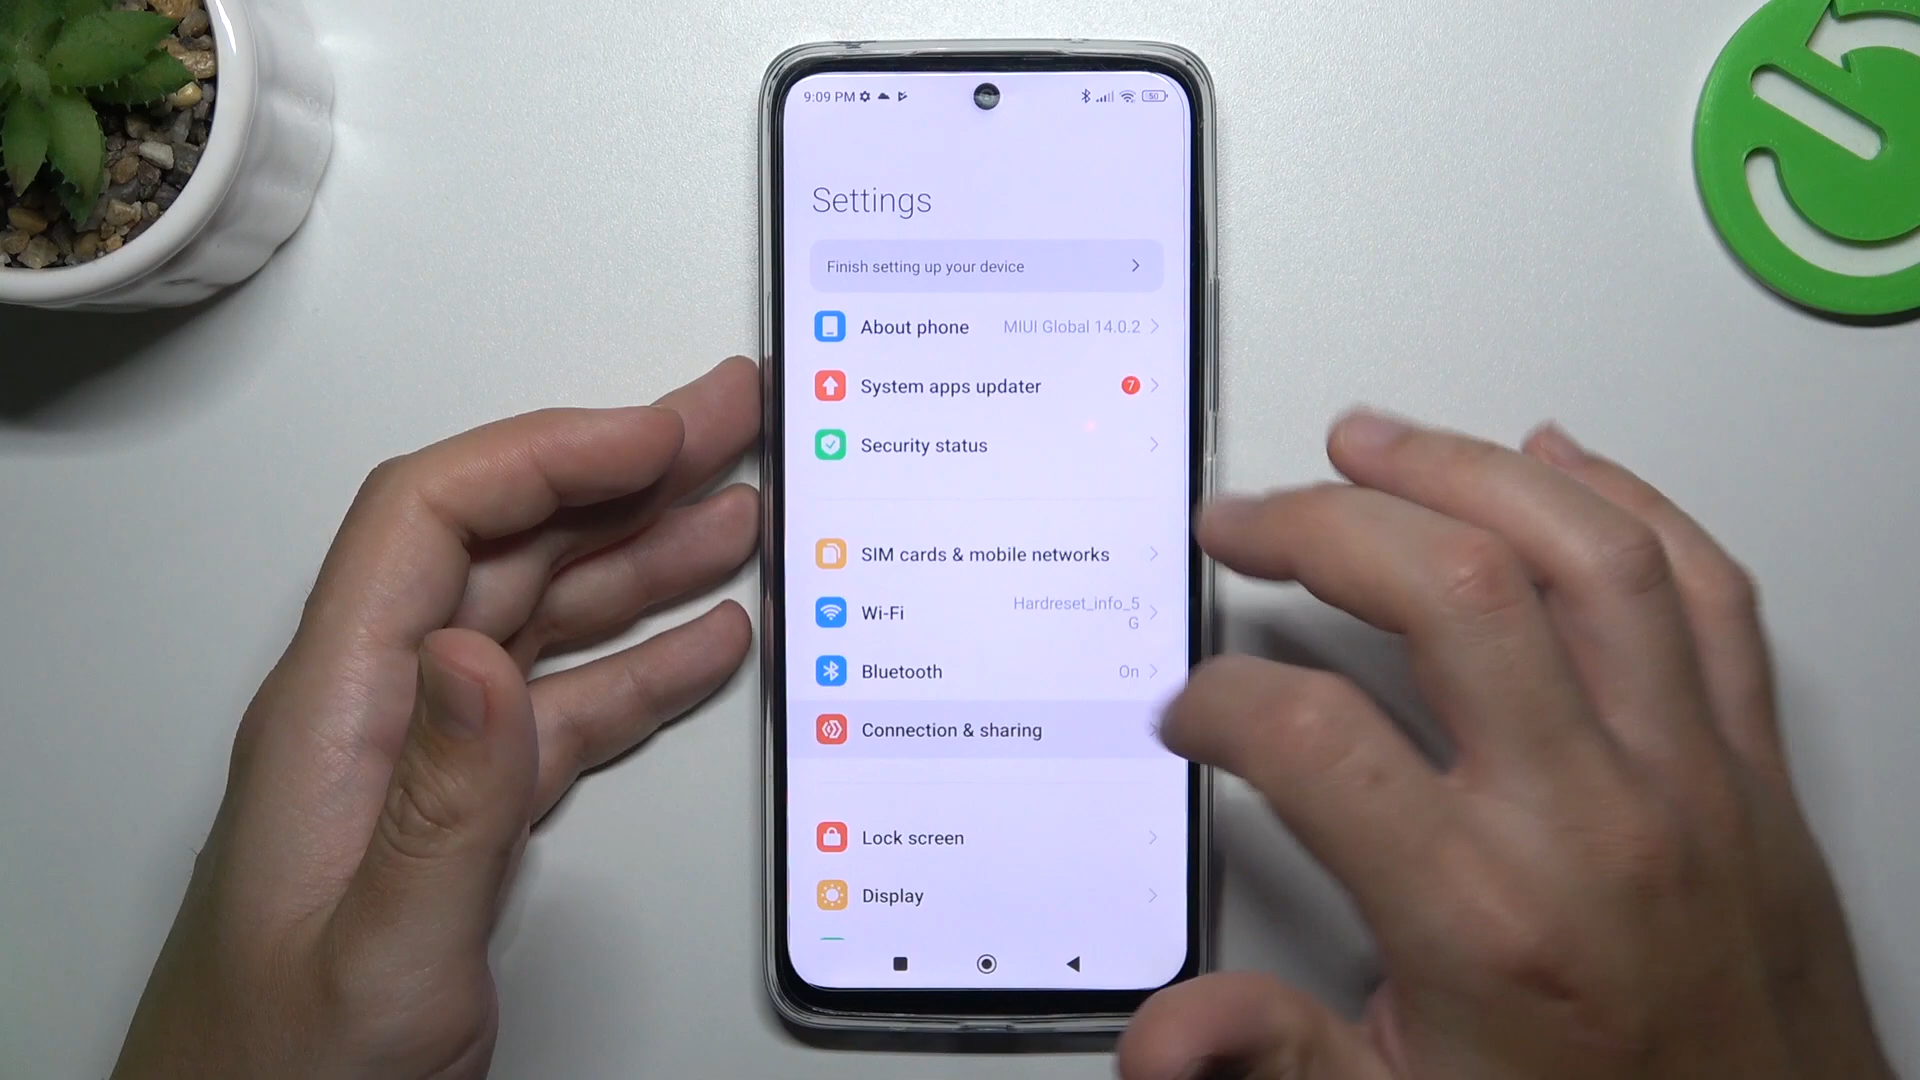 9:09 PM
50
Settings
Finish setting up your device
About phone MIUI Global 14.0.2
System apps updater 7
Security status
SIM cards & mobile networks
Wi-Fi Hardreset_info_5
G
Bluetooth On
Connection & sharing
Lock screen
Display